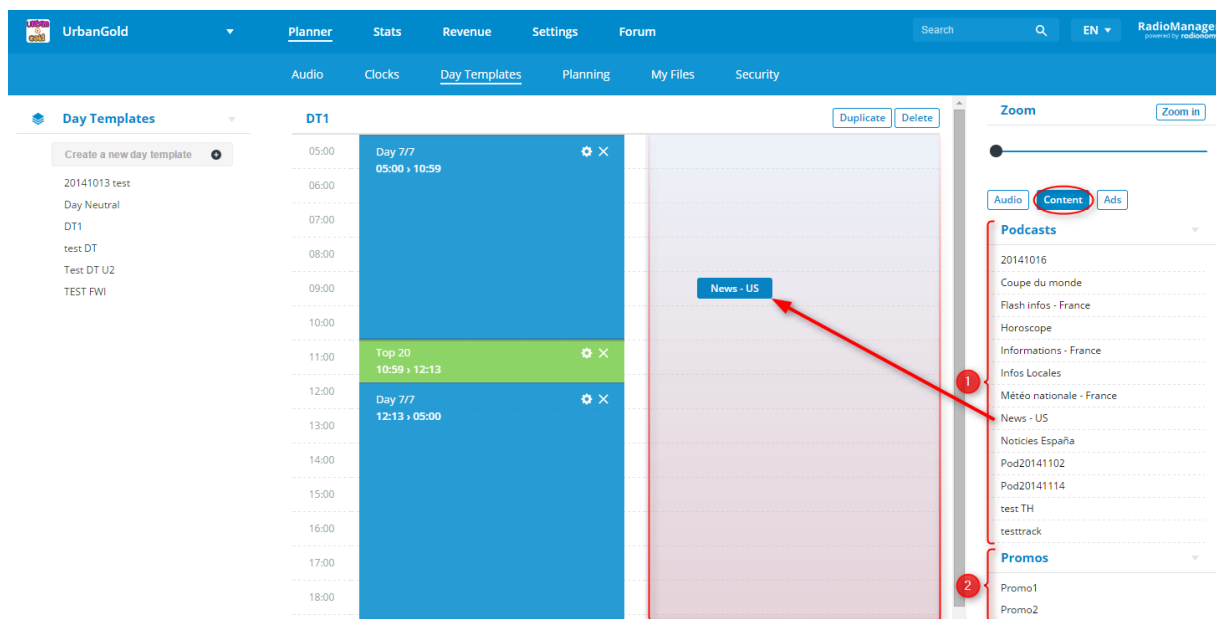 Urban
Gold
UrbanGold
Planner
Stats
Revenue
Settings
Forum
Search
EN
RadioManager
powered by radionomy
Audio
Clocks
Day Templates
Planning
My Files
Security
Day Templates
Create a new day template
20141013 test
Day Neutral
DT1
test DT
Test DT U2
TEST FWI
DT1
Duplicate
Delete
05:00
06:00
07:00
08:00
09:00
10:00
11:00
12:00
13:00
14:00
15:00
16:00
17:00
18:00
Day 7/7
05:00 › 10:59
Top 20
10:59 › 12:13
Day 7/7
12:13 › 05:00
News - US
Zoom
Zoom in
Audio
Content
Ads
1
Podcasts
20141016
Coupe du monde
Flash infos - France
Horoscope
Informations - France
Infos Locales
Météo nationale - France
News - US
Noticies España
Pod20141102
Pod20141114
test TH
testtrack
2
Promos
Promo1
Promo2